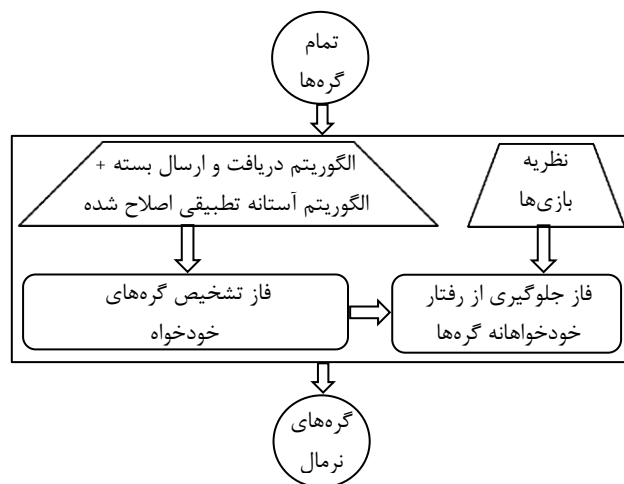 تمام
گره‌ها
الگوریتم دریافت و ارسال بسته +
الگوریتم آستانه تطبیقی اصلاح شده
نظریه
بازی‌ها
فاز تشخیص گره‌های
خودخواه
فاز جلوگیری از رفتار
خودخواهانه گره‌ها
گره‌های
نرمال